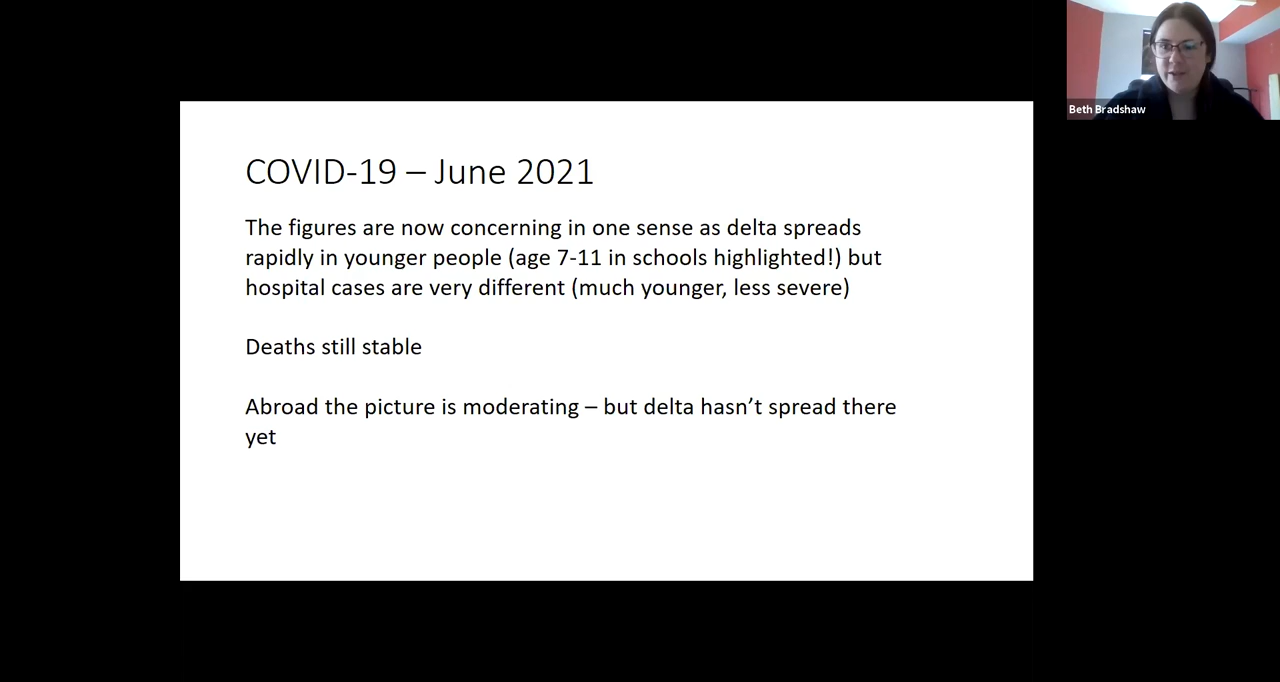 COVID-19 – June 2021
The figures are now concerning in one sense as delta spreads
rapidly in younger people (age 7-11 in schools highlighted!) but
hospital cases are very different (much younger, less severe)
Deaths still stable
Abroad the picture is moderating – but delta hasn’t spread there
yet
Beth Bradshaw